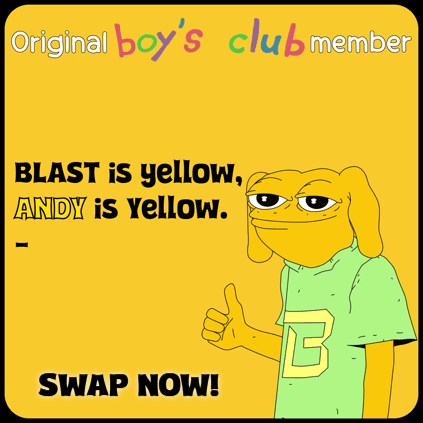 Original boy's club member
BLAST is yellow,
ANDY is Yellow.
–
B
SWAP NOW!